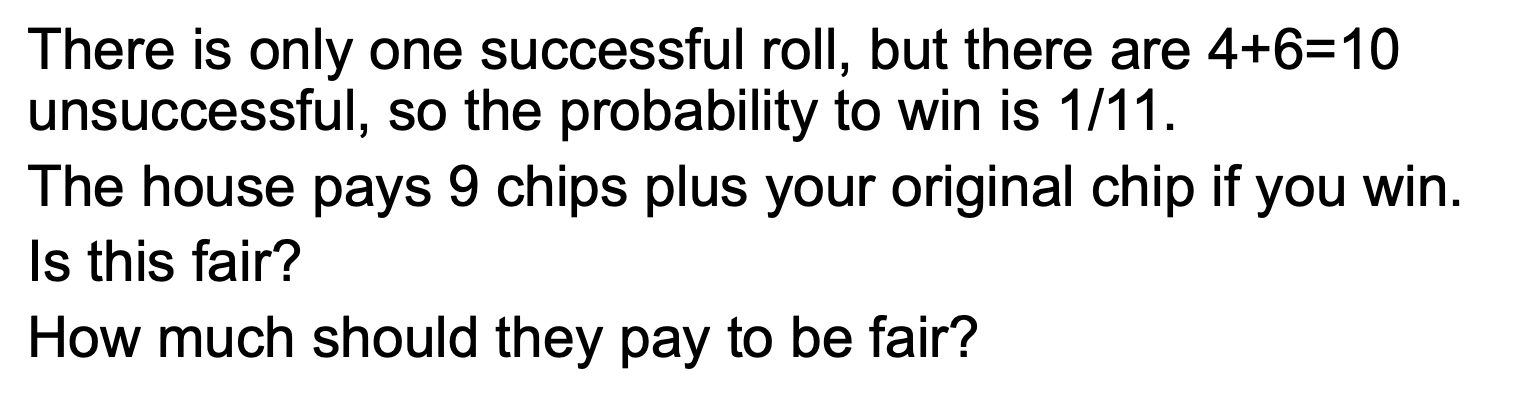 There is only one successful roll, but there are 4+6=10
unsuccessful, so the probability to win is 1/11.
The house pays 9 chips plus your original chip if you win.
Is this fair?
How much should they pay to be fair?